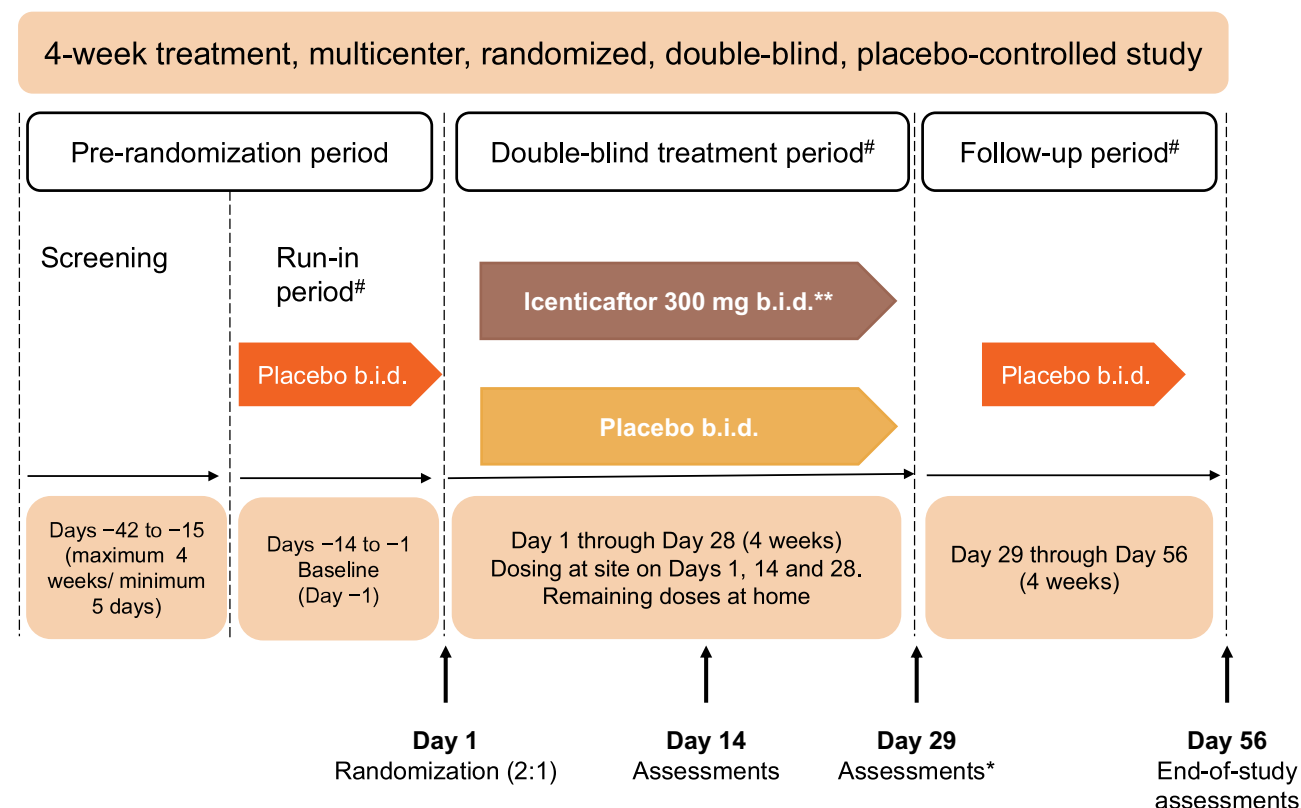 4-week treatment, multicenter, randomized, double-blind, placebo-controlled study
Pre-randomization period
Double-blind treatment period#
Follow-up period#
Screening
Run-in
period#
Placebo b.i.d.
Icenticaftor 300 mg b.i.d.**
Placebo b.i.d.
Placebo b.i.d.
Days −42 to −15
(maximum 4
weeks/ minimum
5 days)
Days −14 to −1
Baseline
(Day −1)
Day 1 through Day 28 (4 weeks)
Dosing at site on Days 1, 14 and 28.
Remaining doses at home
Day 29 through Day 56
(4 weeks)
Day 1
Randomization (2:1)
Day 14
Assessments
Day 29
Assessments*
Day 56
End-of-study
assessments